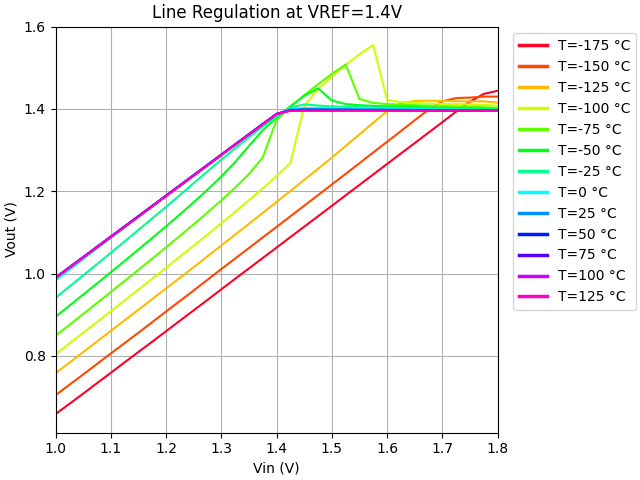 Line Regulation at VREF=1.4V
Vout (V)
1.6
1.4
1.2
1.0
0.8
1.0 1.1 1.2 1.3 1.4 1.5 1.6 1.7 1.8
Vin (V)
T=-175 °C
T=-150 °C
T=-125 °C
T=-100 °C
T=-75 °C
T=-50 °C
T=-25 °C
T=0 °C
T=25 °C
T=50 °C
T=75 °C
T=100 °C
T=125 °C